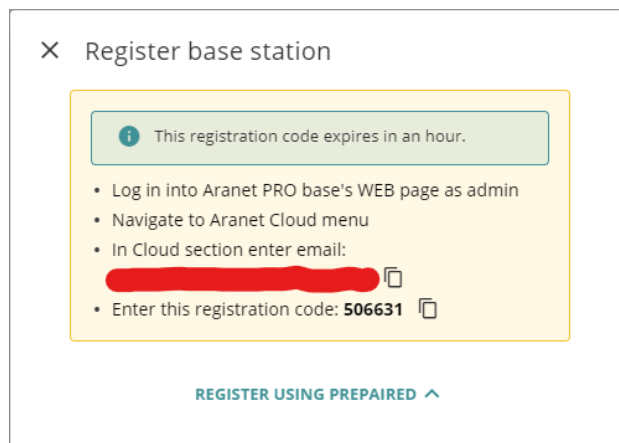 Register base station
This registration code expires in an hour.
• Log in into Aranet PRO base's WEB page as admin
• Navigate to Aranet Cloud menu
• In Cloud section enter email:
• Enter this registration code: 506631
REGISTER USING PREPAIRED